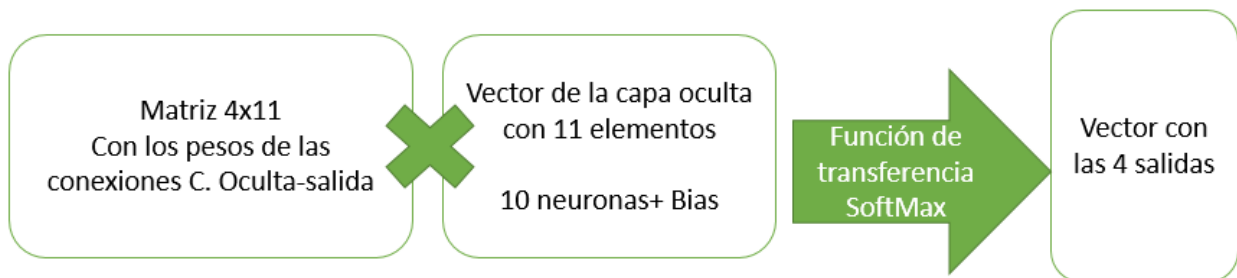 Matriz 4x11
Con los pesos de las
conexiones C. Oculta-salida
Vector de la capa oculta
con 11 elementos
10 neuronas+ Bias
Función de
transferencia
SoftMax
Vector con
las 4 salidas